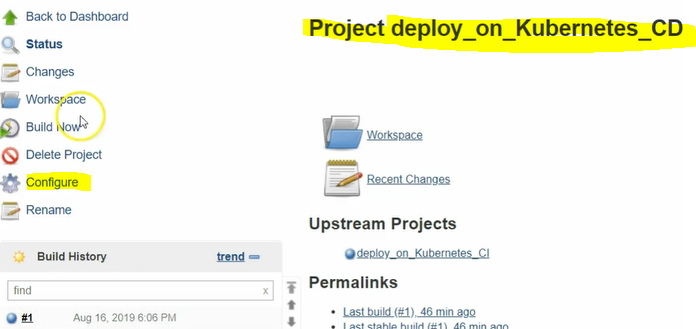 Back to Dashboard
Status
Changes
Workspace
Build Now
Delete Project
Configure
Rename
Build History
trend
find
x
#1
Aug 16, 2019 6:06 PM
Project deploy_on_Kubernetes_CD
Workspace
Recent Changes
Upstream Projects
deploy_on_Kubernetes_CI
Permalinks
Last build (#1), 46 min ago
Last stable build (#1), 46 min ago